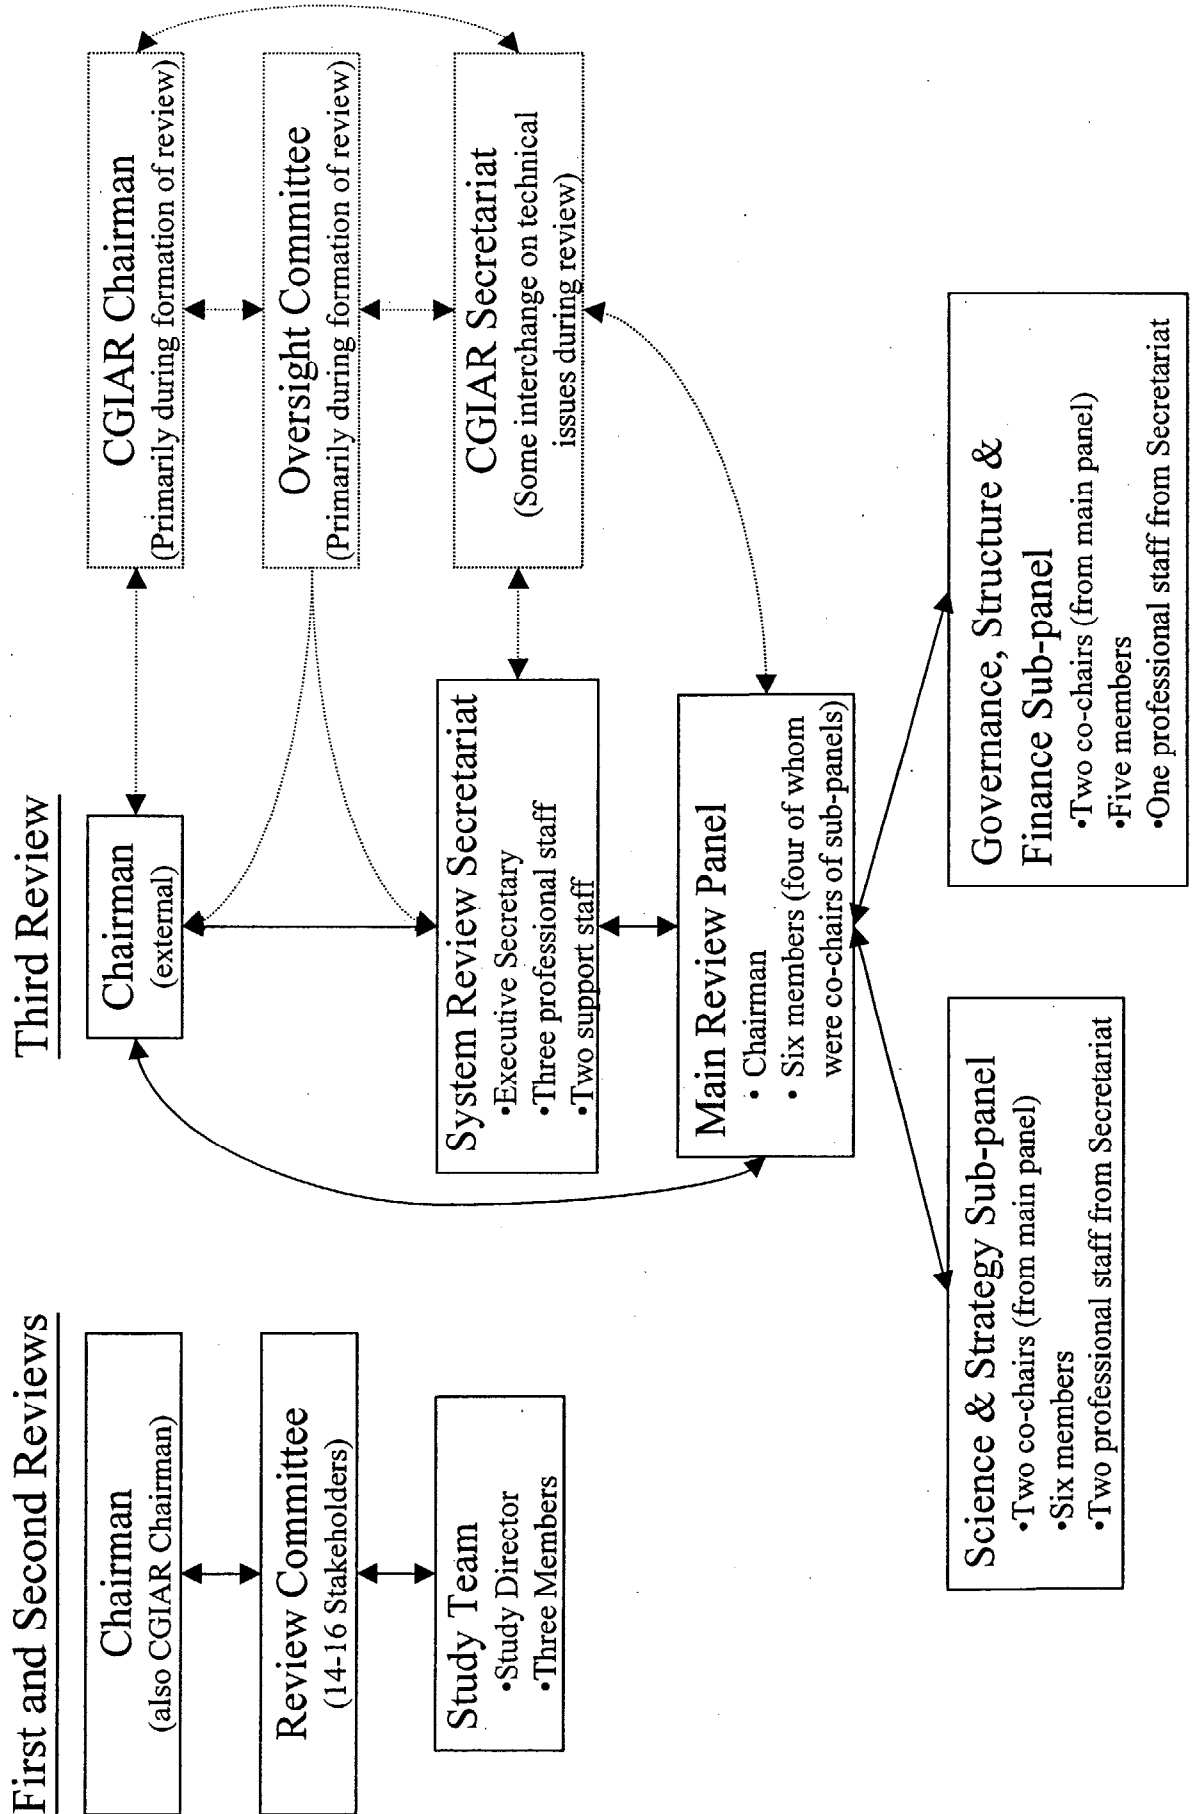 First and Second Reviews
Chairman
(also CGIAR Chairman)
Review Committee
(14-16 Stakeholders)
Study Team
•Study Director
•Three Members
Third Review
Chairman
(external)
System Review Secretariat
•Executive Secretary
•Three professional staff
•Two support staff
Main Review Panel
• Chairman
• Six members (four of whom
were co-chairs of sub-panels)
Science & Strategy Sub-panel
•Two co-chairs (from main panel)
•Six members
•Two professional staff from Secretariat
Governance, Structure &
Finance Sub-panel
•Two co-chairs (from main panel)
•Five members
•One professional staff from Secretariat
CGIAR Chairman
(Primarily during formation of review)
Oversight Committee
(Primarily during formation of review)
CGIAR Secretariat
(Some interchange on technical
issues during review)